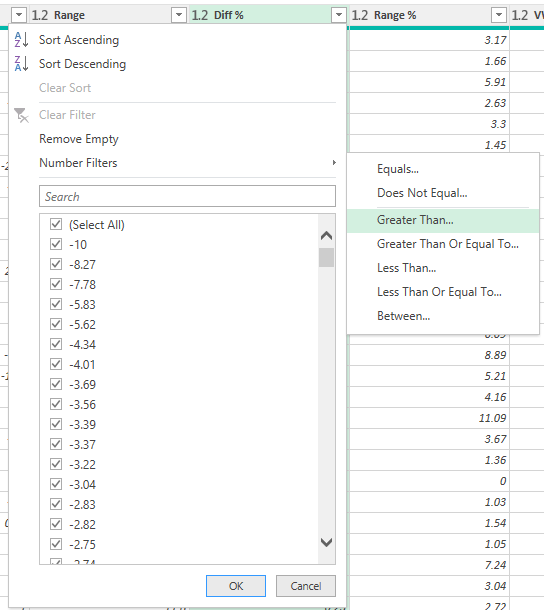 1.2 Range
1.2 Diff %
1.2 Range %
1.2 VW
Sort Ascending
Sort Descending
Clear Sort
Clear Filter
Remove Empty
Number Filters
Search
(Select All)
-10
-8.27
-7.78
-5.83
-5.62
-4.34
-4.01
-3.69
-3.56
-3.39
-3.37
-3.22
-3.04
-2.83
-2.82
-2.75
-2.74
OK
Cancel
Equals...
Does Not Equal...
Greater Than...
Greater Than Or Equal To...
Less Than...
Less Than Or Equal To...
Between...
3.17
1.66
5.91
2.63
3.3
1.45
8.89
5.21
4.16
11.09
3.67
1.36
0
1.03
1.54
1.05
7.24
3.04
2.72